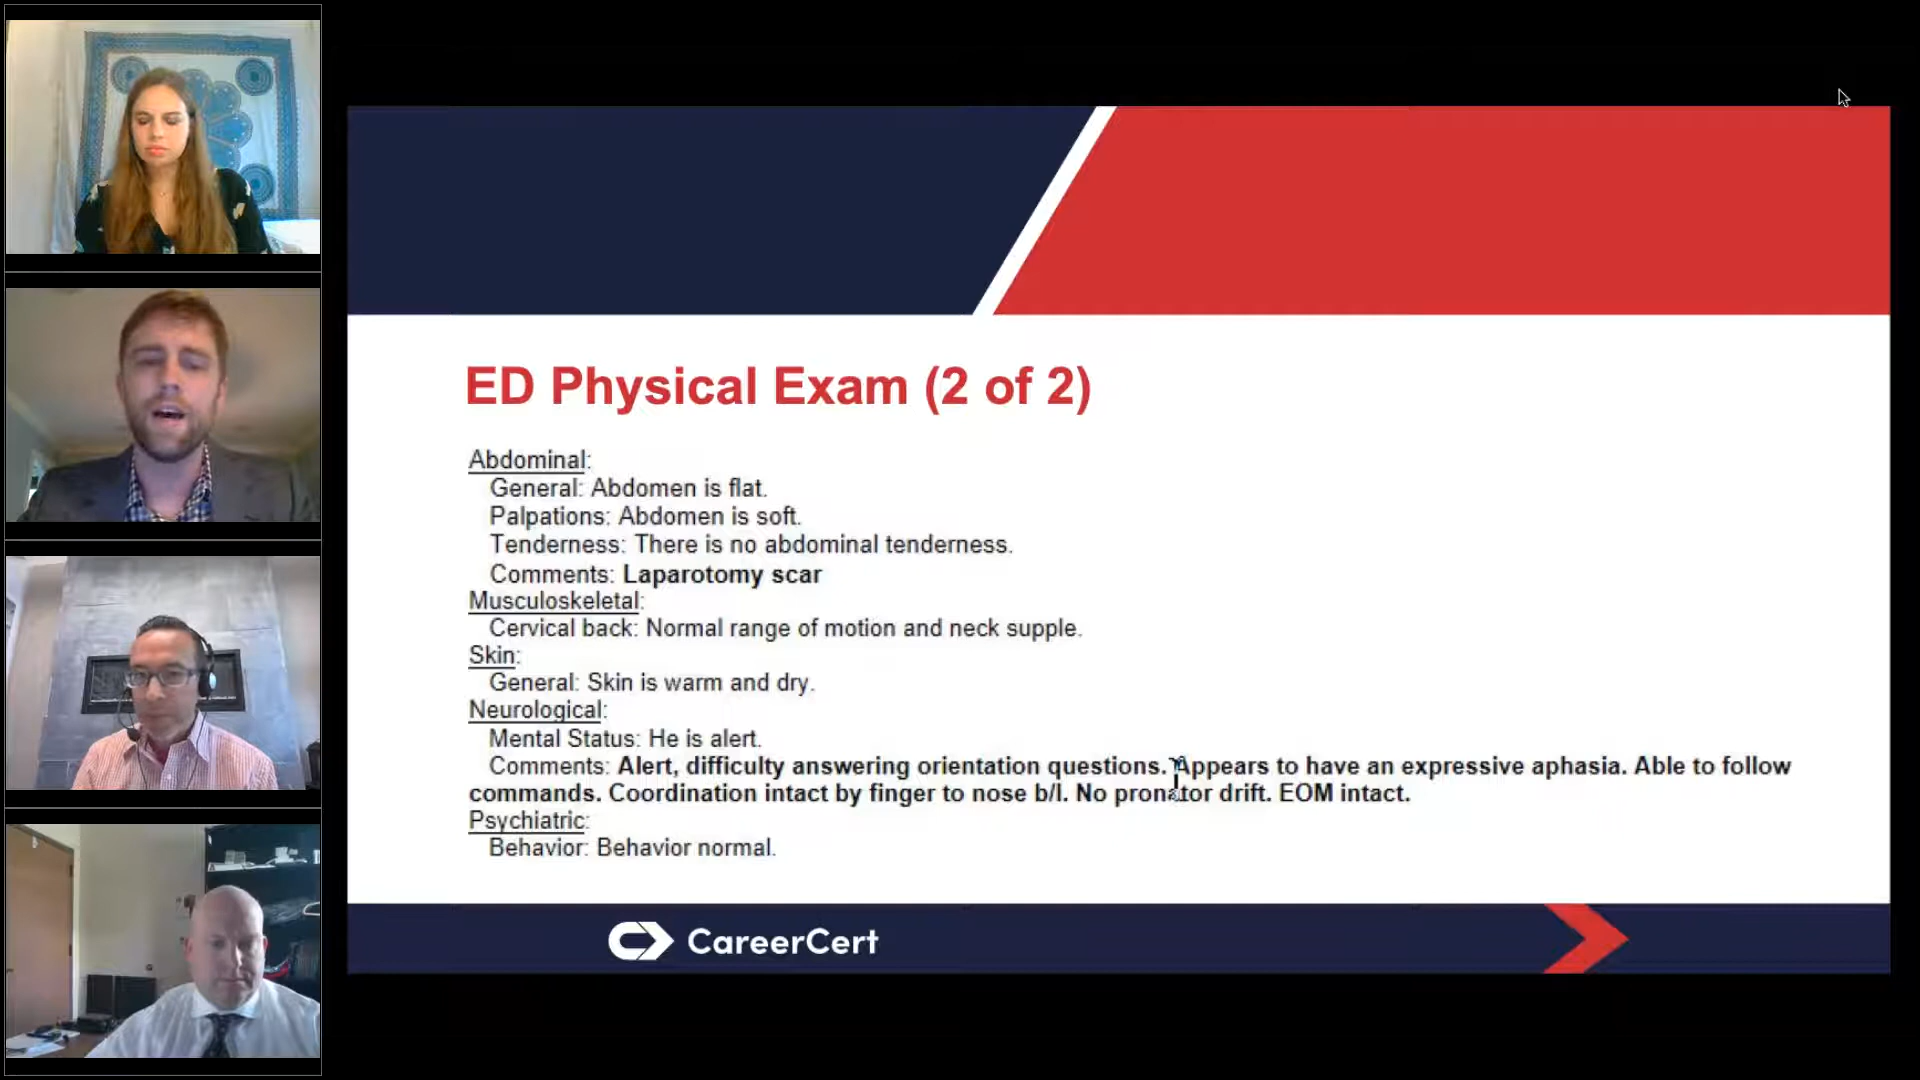 ED Physical Exam (2 of 2)
Abdominal:
General: Abdomen is flat.
Palpations: Abdomen is soft.
Tenderness: There is no abdominal tenderness.
Comments: Laparotomy scar
Musculoskeletal:
Cervical back: Normal range of motion and neck supple.
Skin:
General: Skin is warm and dry.
Neurological:
Mental Status: He is alert.
Comments: Alert, difficulty answering orientation questions. Appears to have an expressive aphasia. Able to follow
commands. Coordination intact by finger to nose b/l. No pronator drift. EOM intact.
Psychiatric:
Behavior: Behavior normal.
CareerCert